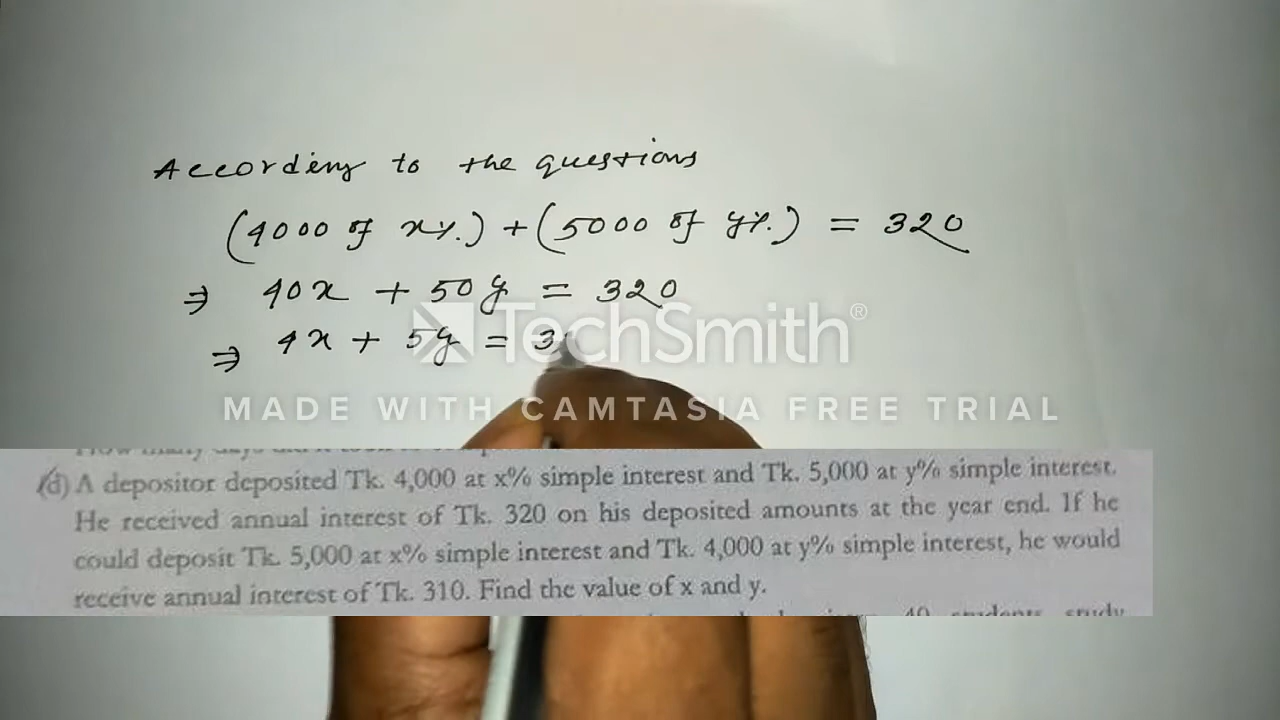 According to the questions
(4000 of x%) + (5000 of y%) = 320
⇒ 40x + 50y = 320
⇒ 4x + 5y = 3
TechSmith®
MADE WITH CAMTASIA FREE TRIAL
(d) A depositor deposited Tk. 4,000 at x% simple interest and Tk. 5,000 at y% simple interest.
He received annual interest of Tk. 320 on his deposited amounts at the year end. If he
could deposit Tk. 5,000 at x% simple interest and Tk. 4,000 at y% simple interest, he would
receive annual interest of Tk. 310. Find the value of x and y.
40 students study